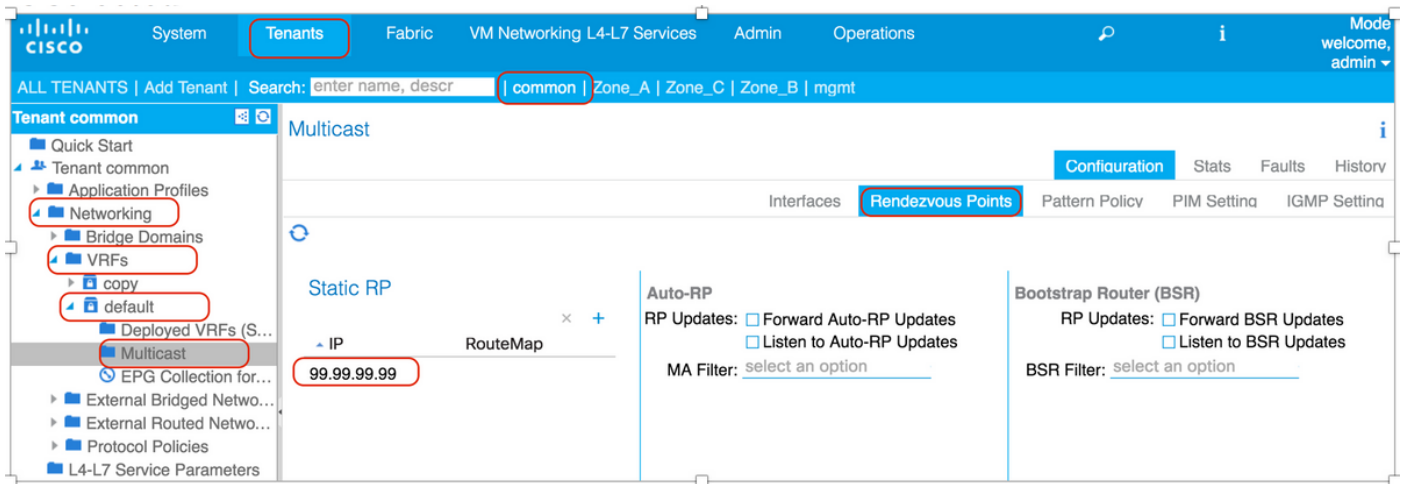 CISCO
System Tenants Fabric VM Networking L4-L7 Services Admin Operations i Mode
welcome,
admin
ALL TENANTS | Add Tenant | Search: enter name, descr | common | Zone_A | Zone_C | Zone_B | mgmt
Tenant common
Quick Start
Tenant common
Application Profiles
Networking
Bridge Domains
VRFs
copy
default
Deployed VRFs (S...
Multicast
EPG Collection for...
External Bridged Netwo...
External Routed Netwo...
Protocol Policies
L4-L7 Service Parameters
Multicast i
Configuration Stats Faults History
Interfaces Rendezvous Points Pattern Policy PIM Setting IGMP Setting
Static RP
IP RouteMap
99.99.99.99
Auto-RP
RP Updates: Forward Auto-RP Updates
Listen to Auto-RP Updates
MA Filter: select an option
Bootstrap Router (BSR)
RP Updates: Forward BSR Updates
Listen to BSR Updates
BSR Filter: select an option